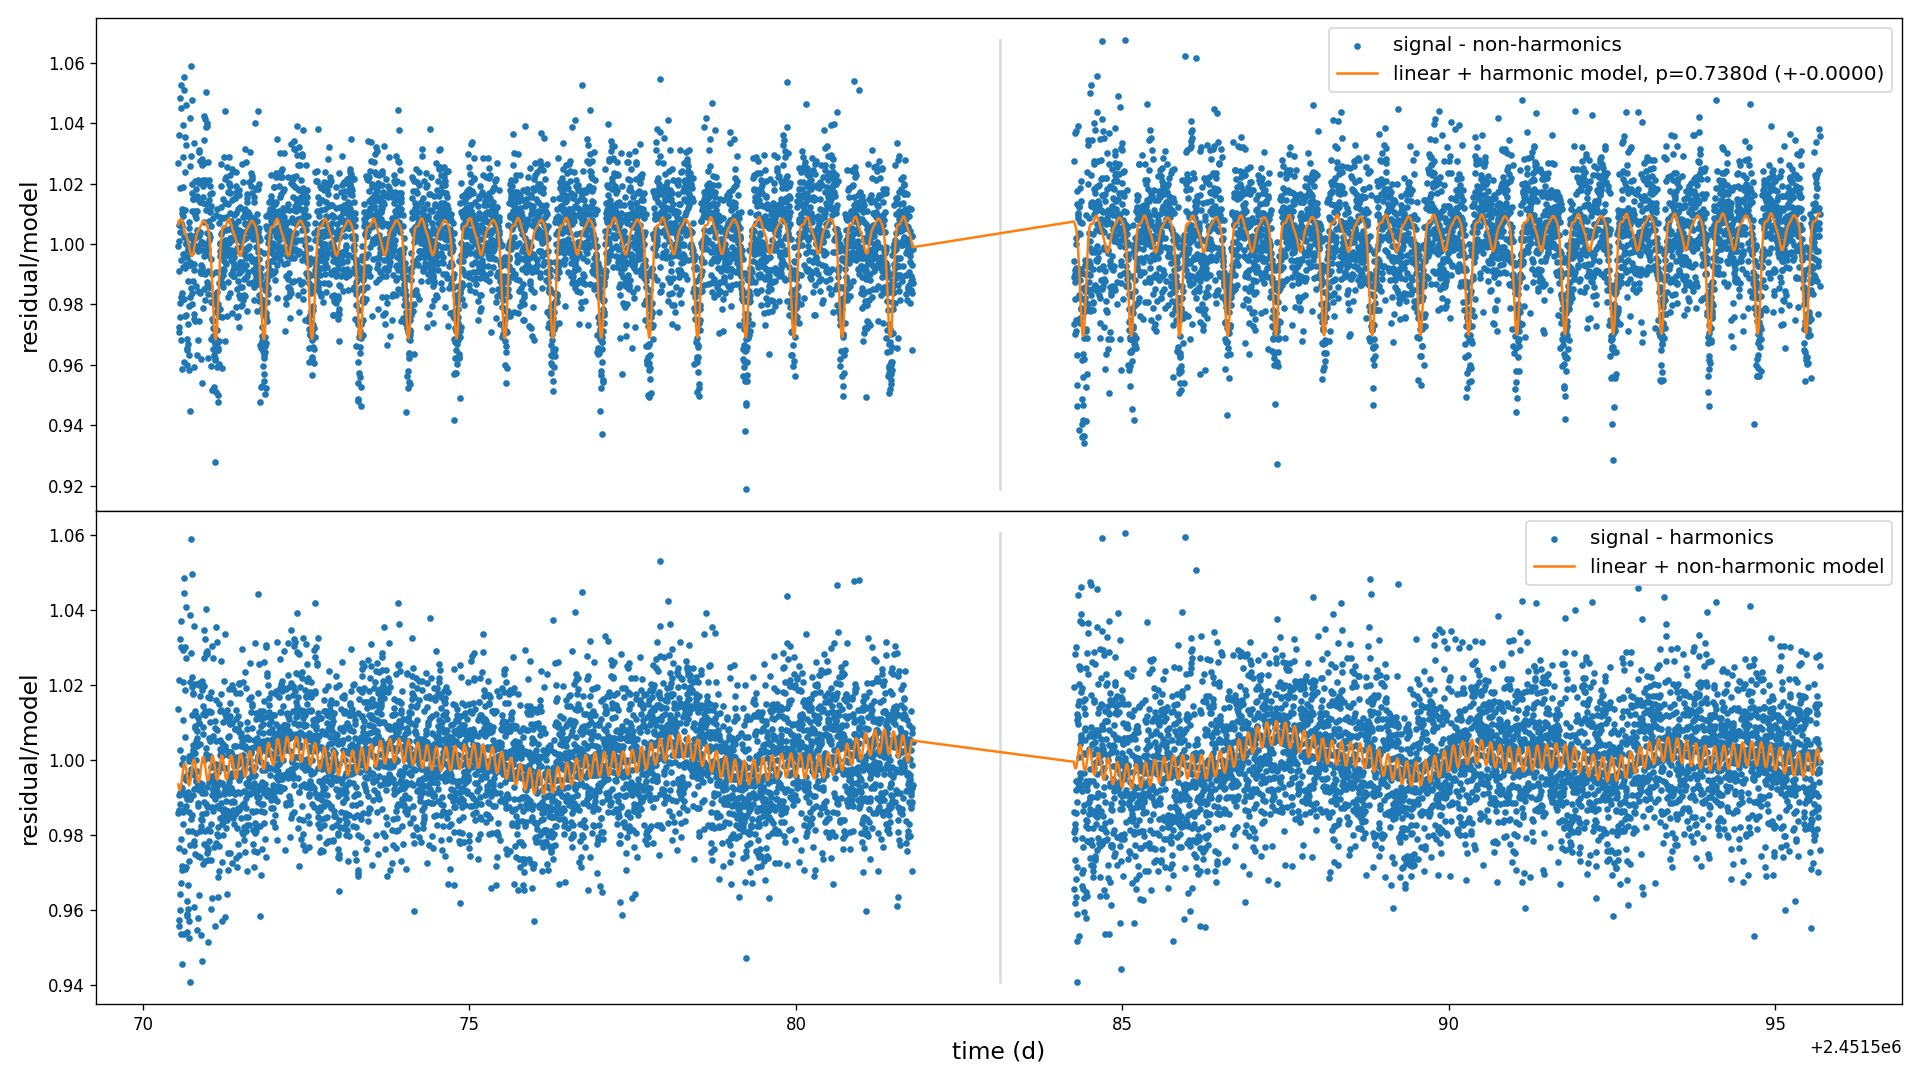 signal - non-harmonics
linear + harmonic model, p=0.7380d (+-0.0000)
1.06
1.04
1.02
1.00
0.98
0.96
0.94
0.92
residual/model
signal - harmonics
linear + non-harmonic model
1.06
1.04
1.02
1.00
0.98
0.96
0.94
residual/model
70 75 80 85 90 95
time (d)
+2.4515e6